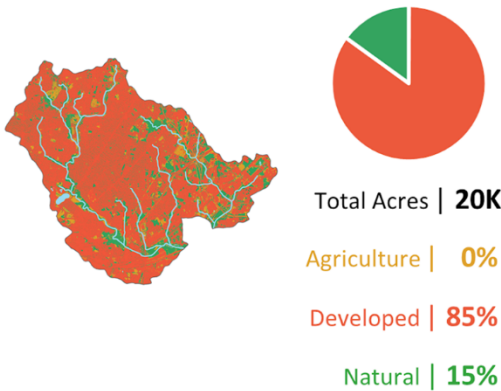 Total Acres | 20K
Agriculture | 0%
Developed | 85%
Natural | 15%